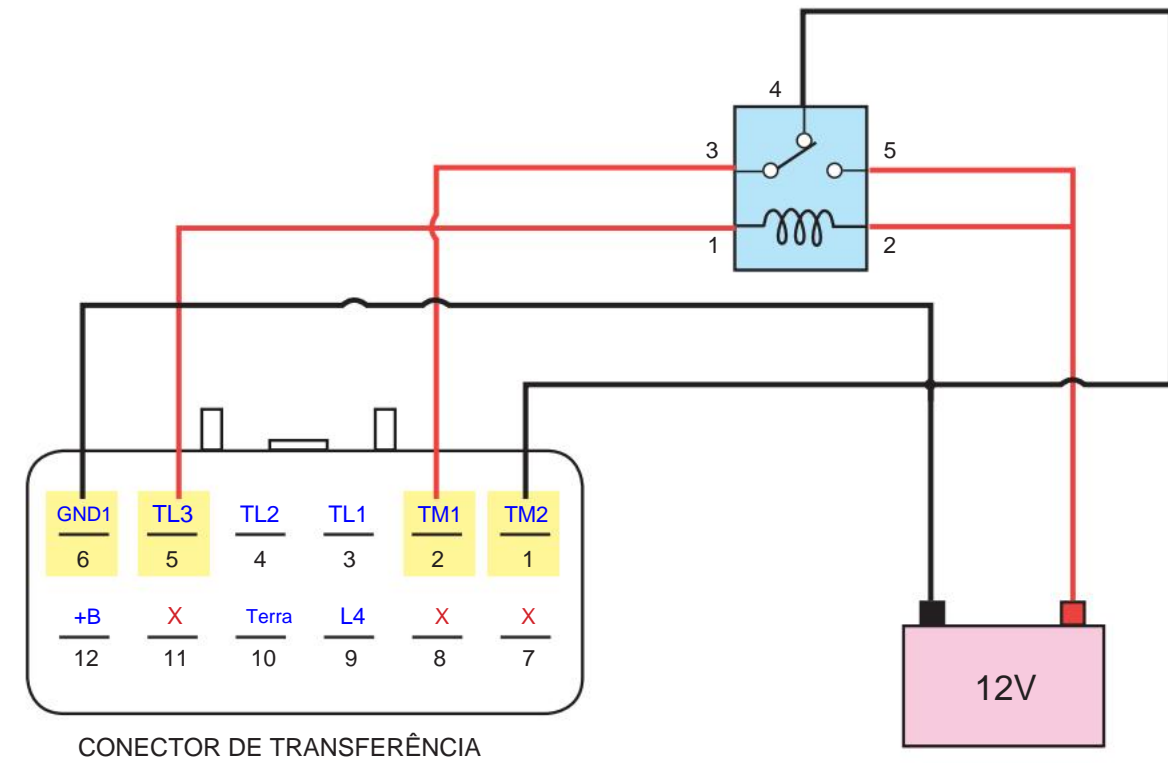 4
3 5
1 2
GND1 TL3 TL2 TL1 TM1 TM2
6 5 4 3 2 1
+B X Terra L4 X X
12 11 10 9 8 7
12V
CONECTOR DE TRANSFERÊNCIA